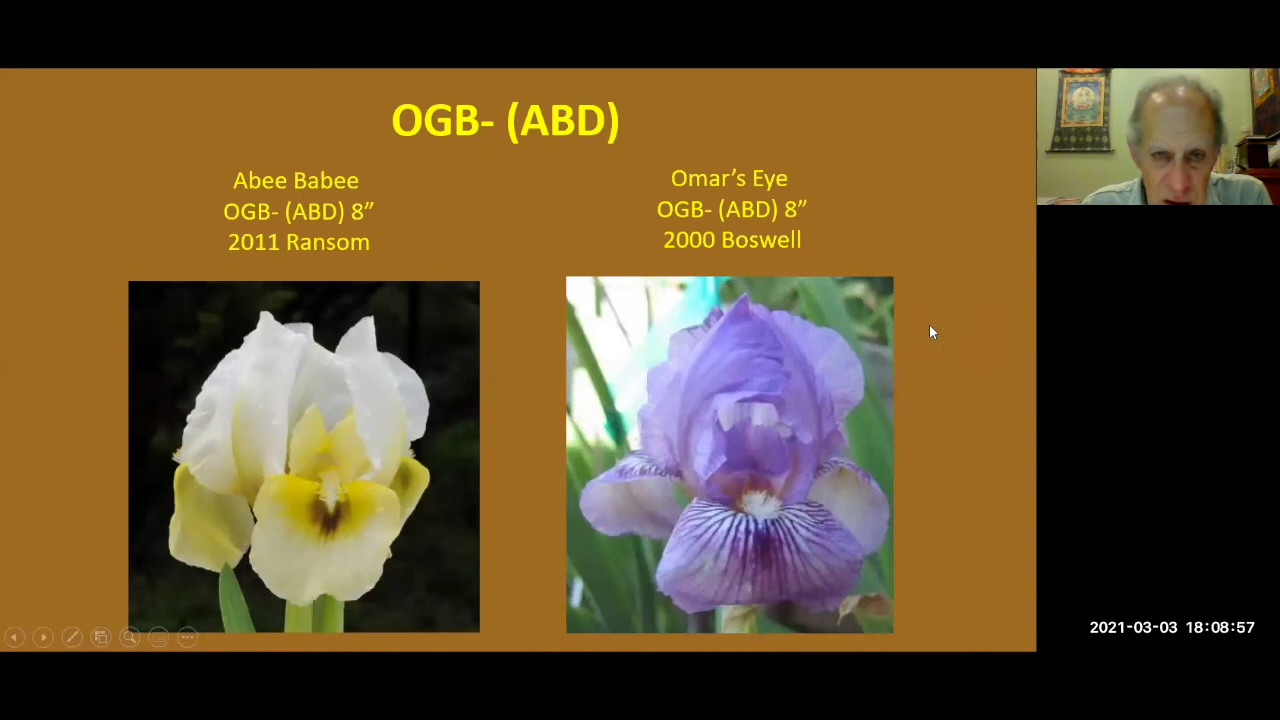 OGB- (ABD)
Abee Babee
OGB- (ABD) 8”
2011 Ransom
Omar’s Eye
OGB- (ABD) 8”
2000 Boswell
2021-03-03 18:08:57